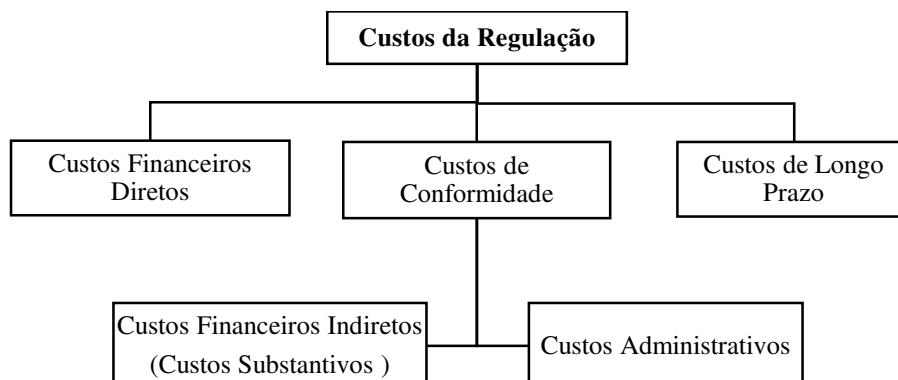 Custos da Regulação
Custos Financeiros
Diretos
Custos de
Conformidade
Custos de Longo
Prazo
Custos Financeiros Indiretos
(Custos Substantivos )
Custos Administrativos